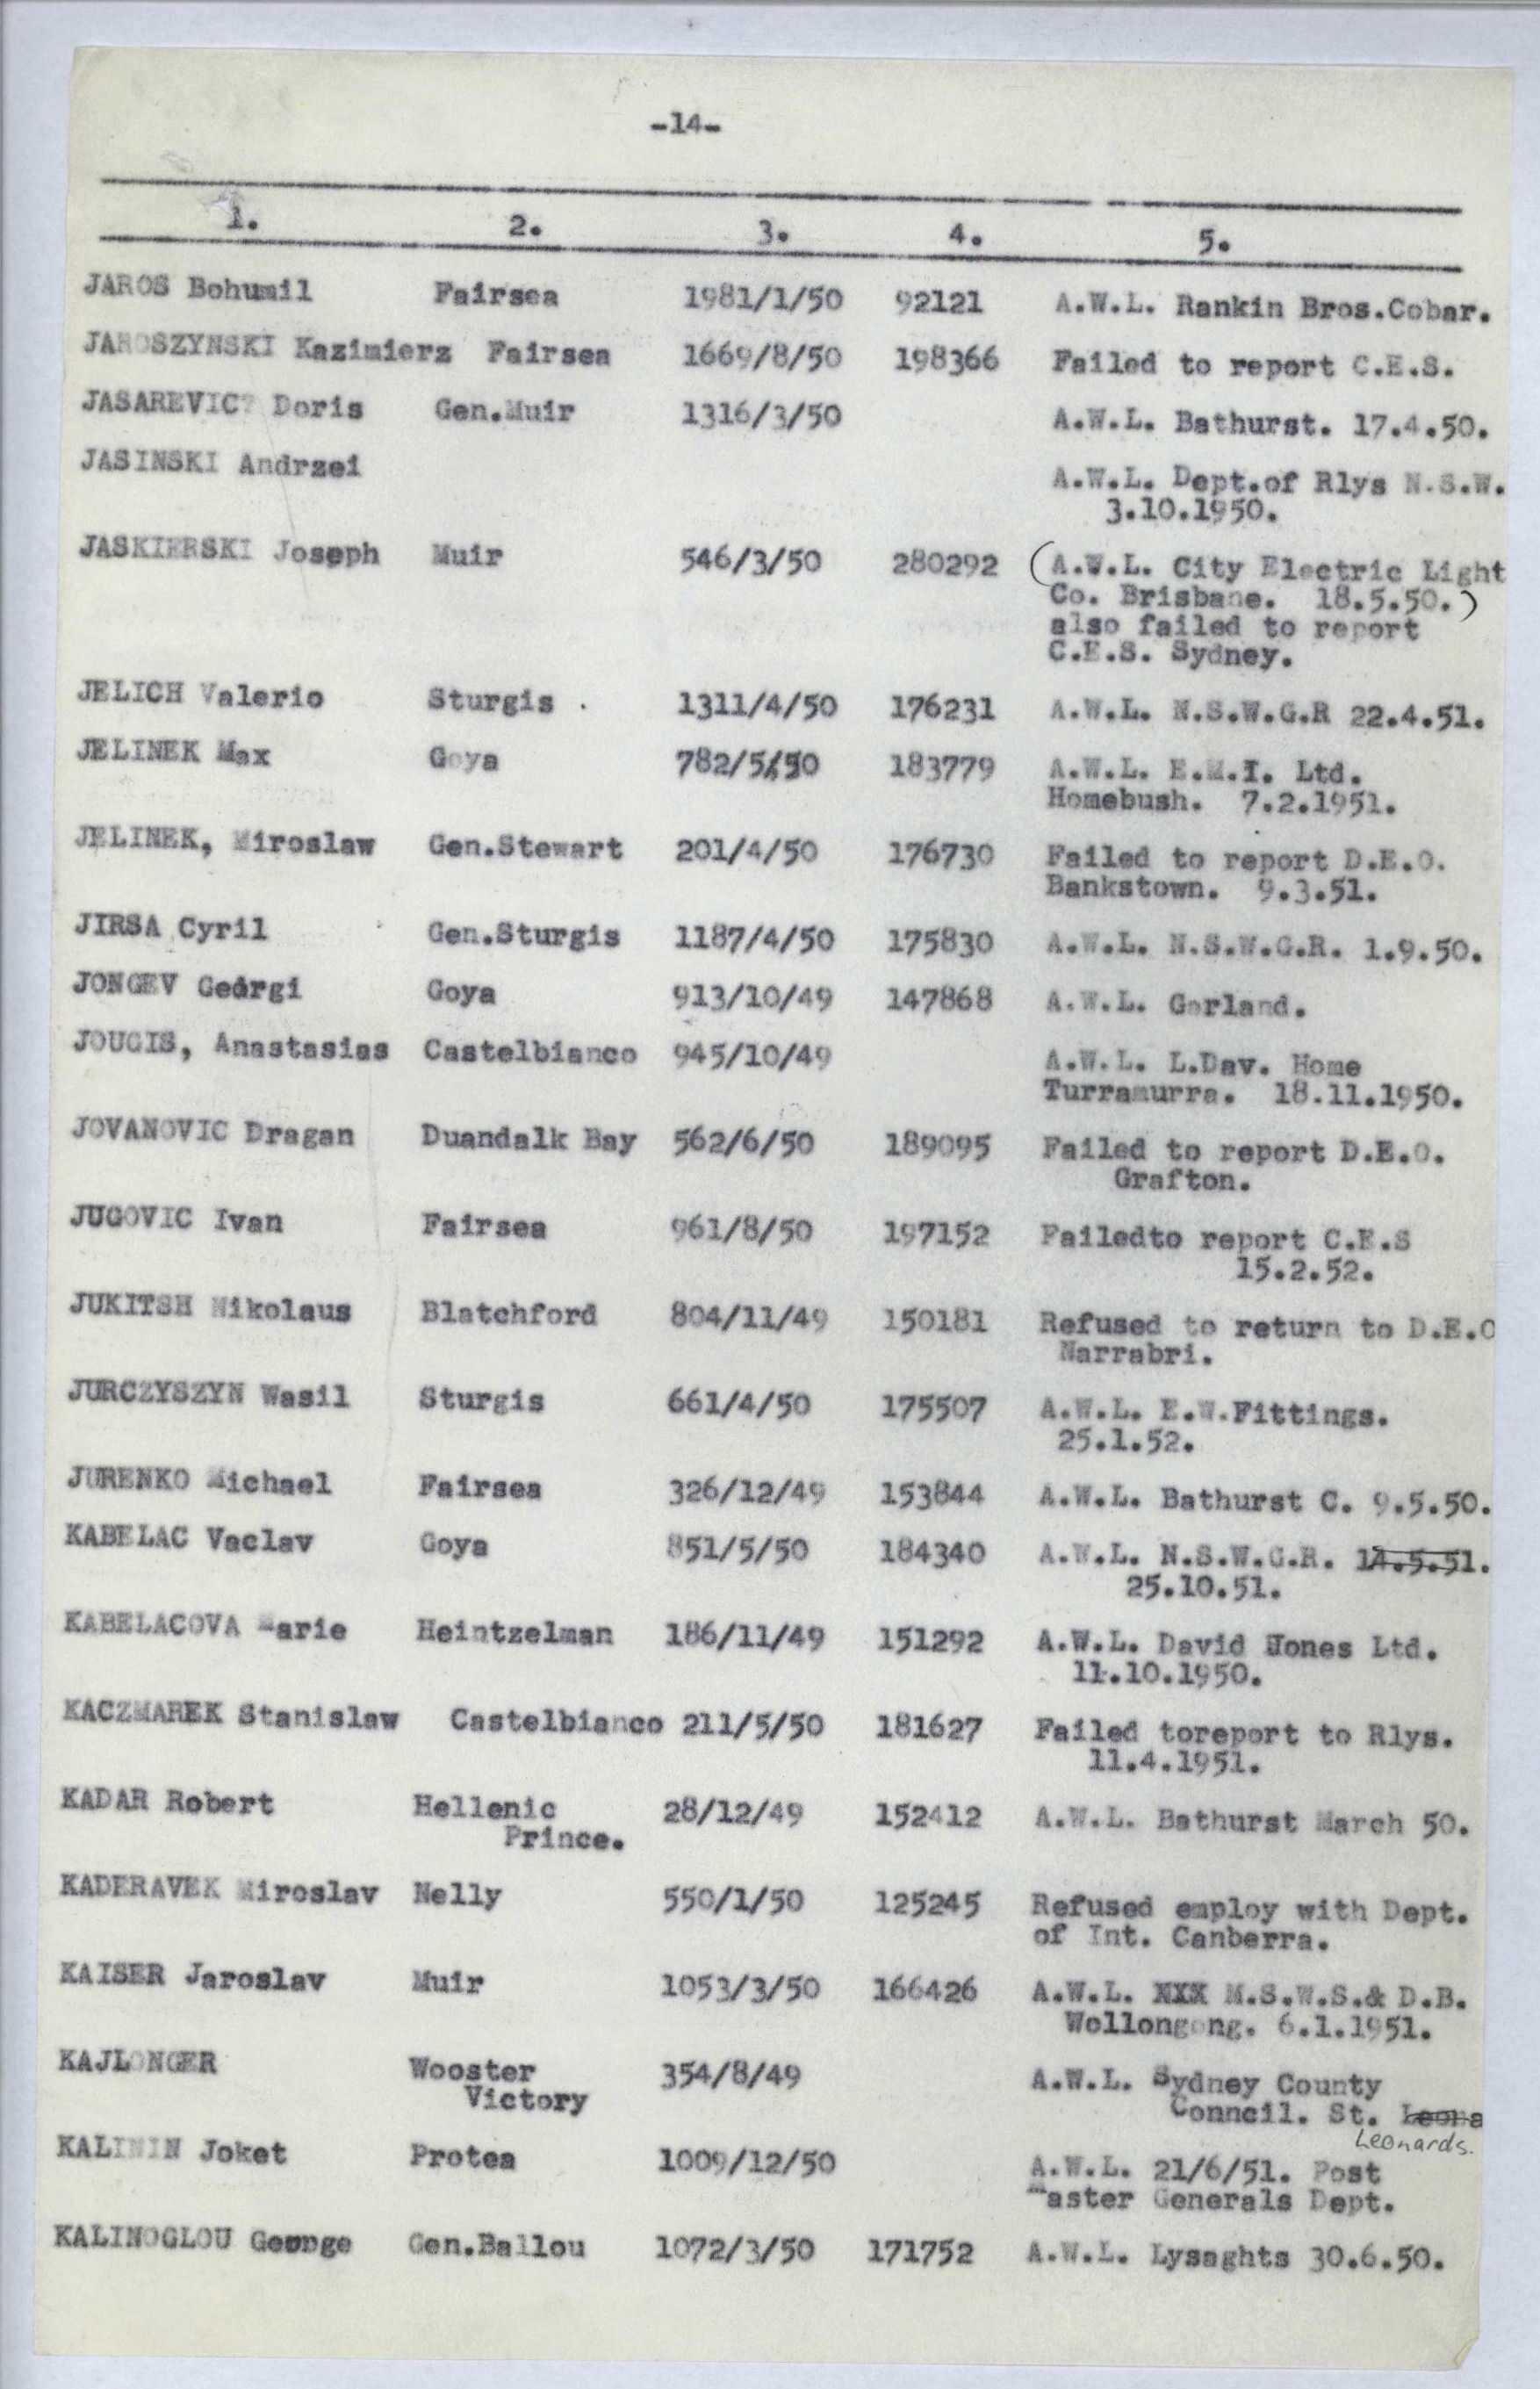 -14-
1. 2. 3. 4. 5.
JAROS Bohumil Fairsea 1981/1/50 92121 A.W.L. Rankin Bros.Cobar.
JAROSZYNSKI Kazimierz Fairsea 1669/8/50 198366 Failed to report C.E.S.
JASAREVIC? Doris Gen.Muir 1316/3/50 A.W.L. Bathurst. 17.4.50.
JASINSKI Andrzei A.W.L. Dept.of Rlys N.S.W.
3.10.1950.
JASKIERSKI Joseph Muir 546/3/50 280292 (A.W.L. City Electric Light
Co. Brisbane. 18.5.50.)
also failed to report
C.E.S. Sydney.
JELICH Valerio Sturgis . 1311/4/50 176231 A.W.L. N.S.W.G.R 22.4.51.
JELINEK Max Goya 782/5/50 183779 A.W.L. E.M.I. Ltd.
Homebush. 7.2.1951.
JELINEK, Miroslaw Gen.Stewart 201/4/50 176730 Failed to report D.E.O.
Bankstown. 9.3.51.
JIRSA Cyril Gen.Sturgis 1187/4/50 175830 A.W.L. N.S.W.G.R. 1.9.50.
JONGEV Georgi Goya 913/10/49 147868 A.W.L. Garland.
JOUGIS, Anastasias Castelbianco 945/10/49 A.W.L. L.Dav. Home
Turramurra. 18.11.1950.
JOVANOVIC Dragan Duandalk Bay 562/6/50 189095 Failed to report D.E.O.
Grafton.
JUGOVIC Ivan Fairsea 961/8/50 197152 Failedto report C.E.S
15.2.52.
JUKITSH Nikolaus Blatchford 804/11/49 150181 Refused to return to D.E.O
Narrabri.
JURCZYSZYN Wasil Sturgis 661/4/50 175507 A.W.L. E.W.Fittings.
25.1.52.
JURENKO Michael Fairsea 326/12/49 153844 A.W.L. Bathurst C. 9.5.50.
KABELAC Vaclav Goya 851/5/50 184340 A.W.L. N.S.W.G.R. 14.5.51.
25.10.51.
KABELACOVA Marie Heintzelman 186/11/49 151292 A.W.L. David Jones Ltd.
11.10.1950.
KACZMAREK Stanislaw Castelbianco 211/5/50 181627 Failed toreport to Rlys.
11.4.1951.
KADAR Robert Hellenic 28/12/49 152412 A.W.L. Bathurst March 50.
Prince.
KADERAVEK Miroslav Nelly 550/1/50 125245 Refused employ with Dept.
of Int. Canberra.
KAISER Jaroslav Muir 1053/3/50 166426 A.W.L. XXX M.S.W.S.& D.B.
Wollongong. 6.1.1951.
KAJLONGER Wooster 354/8/49 A.W.L. Sydney County
Victory Conncil. St. Leona
Leonards.
KALININ Joket Protea 1009/12/50 A.W.L. 21/6/51. Post
Master Generals Dept.
KALINOGLOU George Gen.Ballou 1072/3/50 171752 A.W.L. Lysaghts 30.6.50.